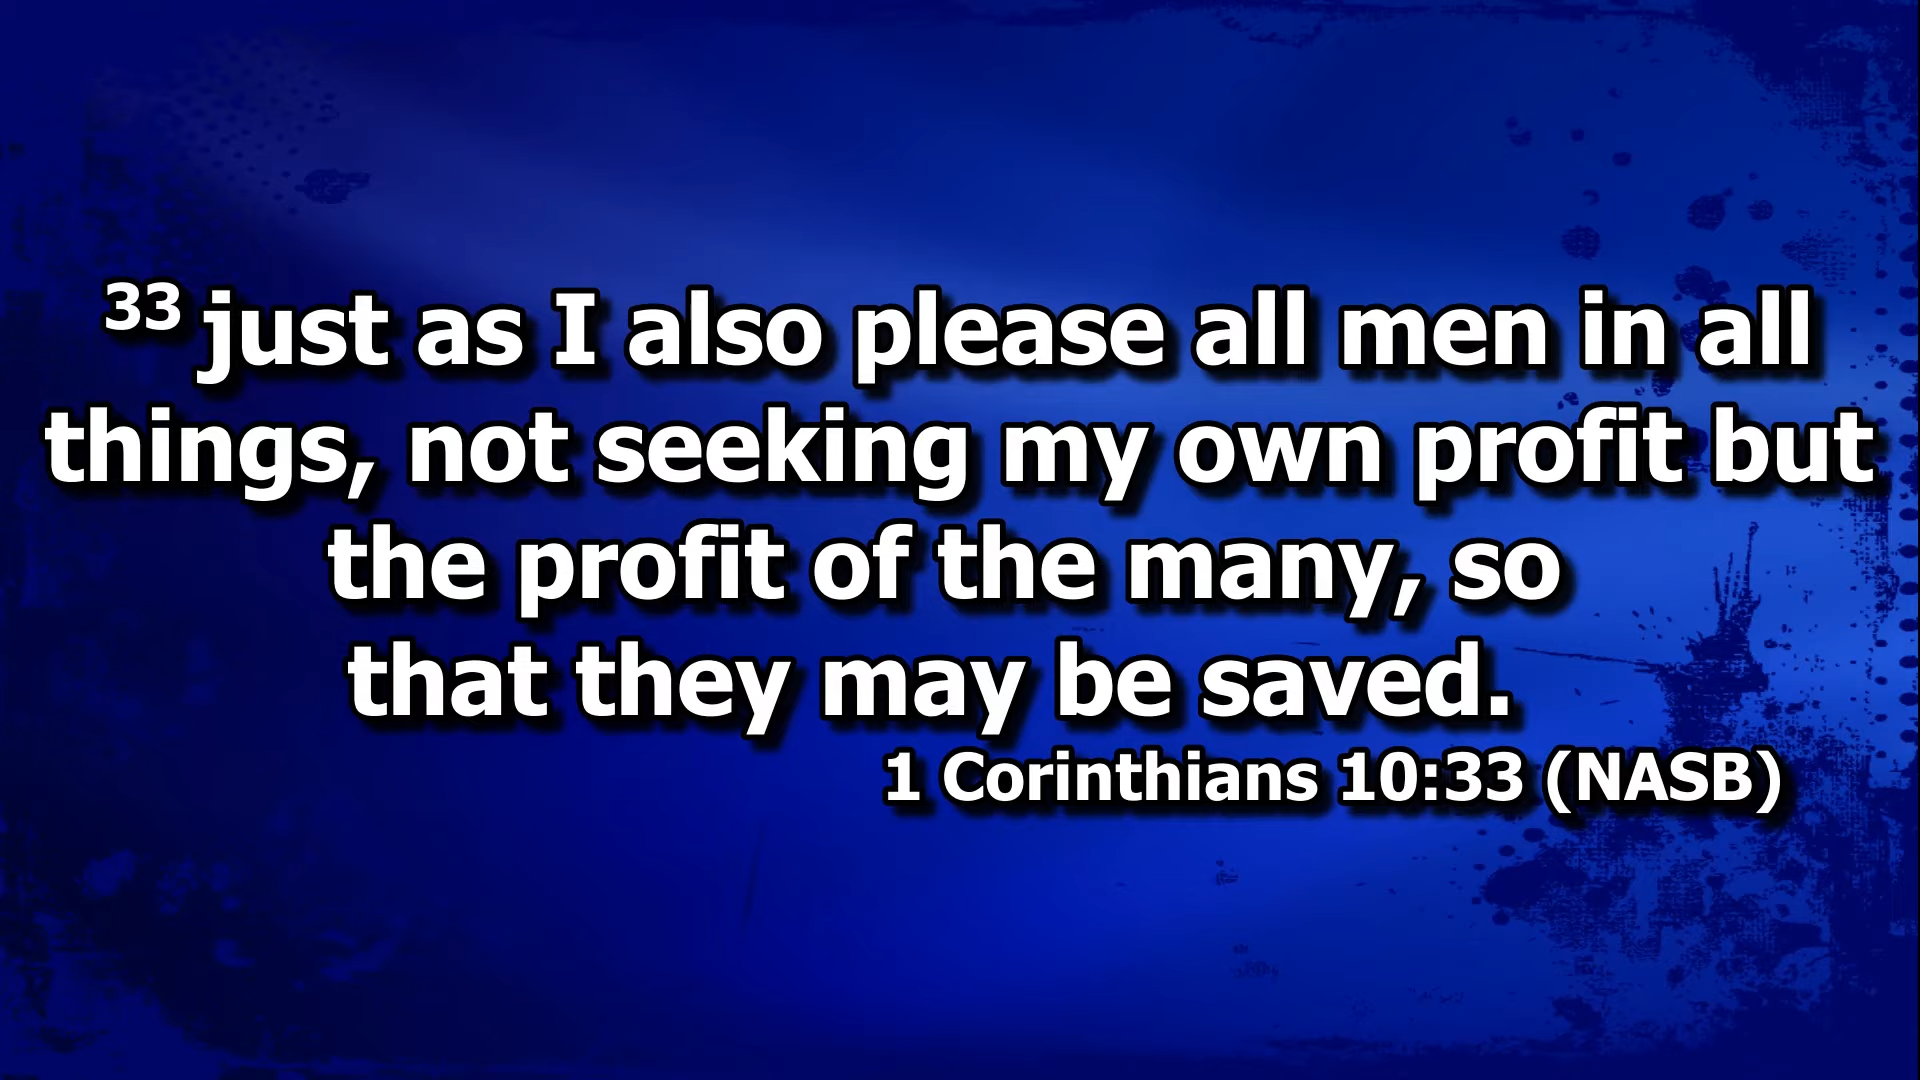 33 just as I also please all men in all
things, not seeking my own profit but
the profit of the many, so
that they may be saved.
1 Corinthians 10:33 (NASB)